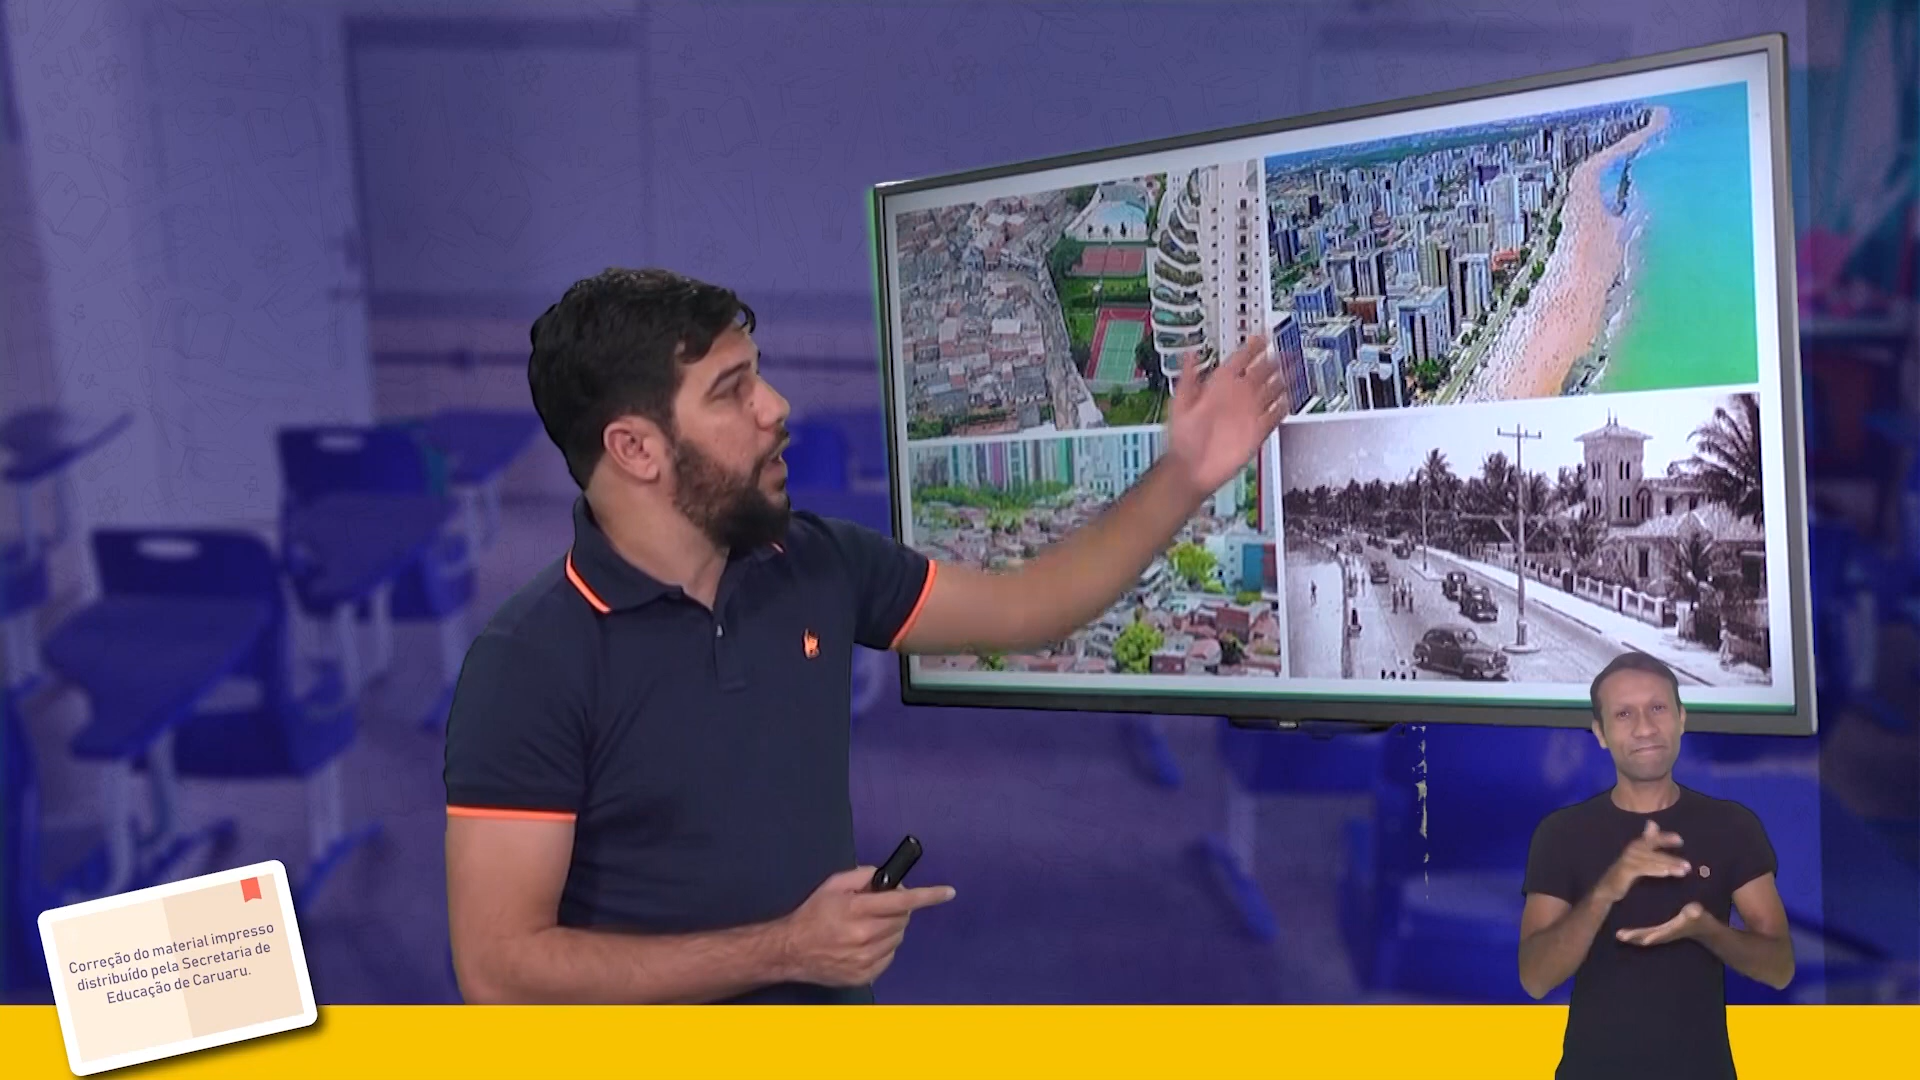 Correção do material impresso
distribuído pela Secretaria de
Educação de Caruaru.